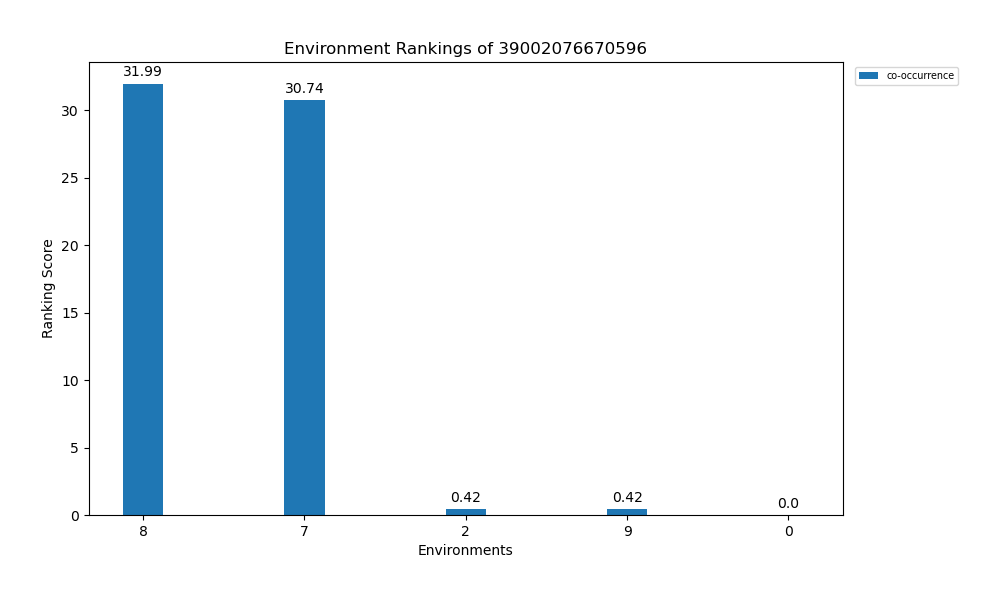 Environment Rankings of 39002076670596
co-occurrence
31.99
30.74
0.42
0.42
0.0
30
25
20
15
10
5
0
Ranking Score
8 7 2 9 0
Environments